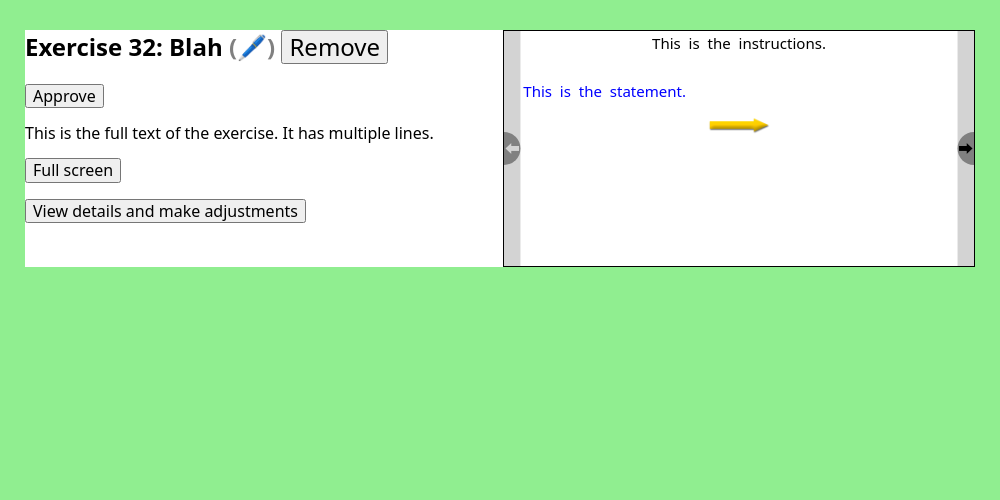 Exercise 32: Blah (🖊️) Remove
Approve
This is the full text of the exercise. It has multiple lines.
Full screen
View details and make adjustments
This is the instructions.
This is the statement.